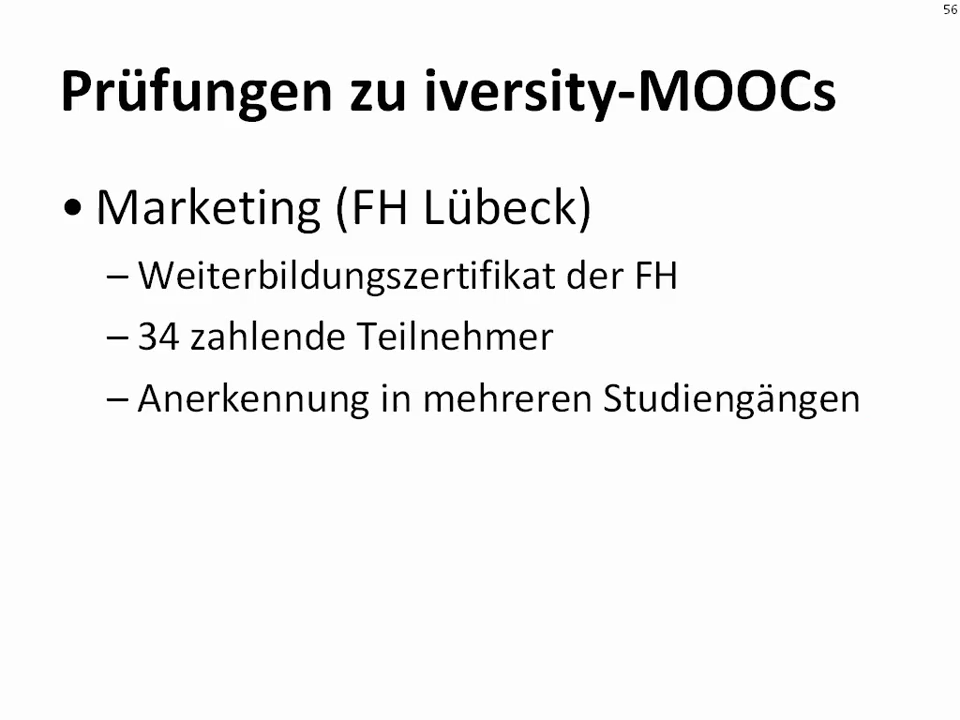 56
Prüfungen zu iversity-MOOCs
• Marketing (FH Lübeck)
– Weiterbildungszertifikat der FH
– 34 zahlende Teilnehmer
– Anerkennung in mehreren Studiengängen